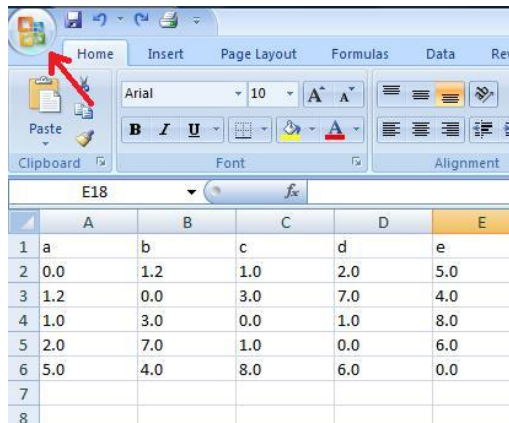 Home Insert Page Layout Formulas Data
Arial 10 A A
Paste B I U A
Clipboard Font Alignment
E18 fx
A B C D E
1 a b c d e
2 0.0 1.2 1.0 2.0 5.0
3 1.2 0.0 3.0 7.0 4.0
4 1.0 3.0 0.0 1.0 8.0
5 2.0 7.0 1.0 0.0 6.0
6 5.0 4.0 8.0 6.0 0.0
7
8